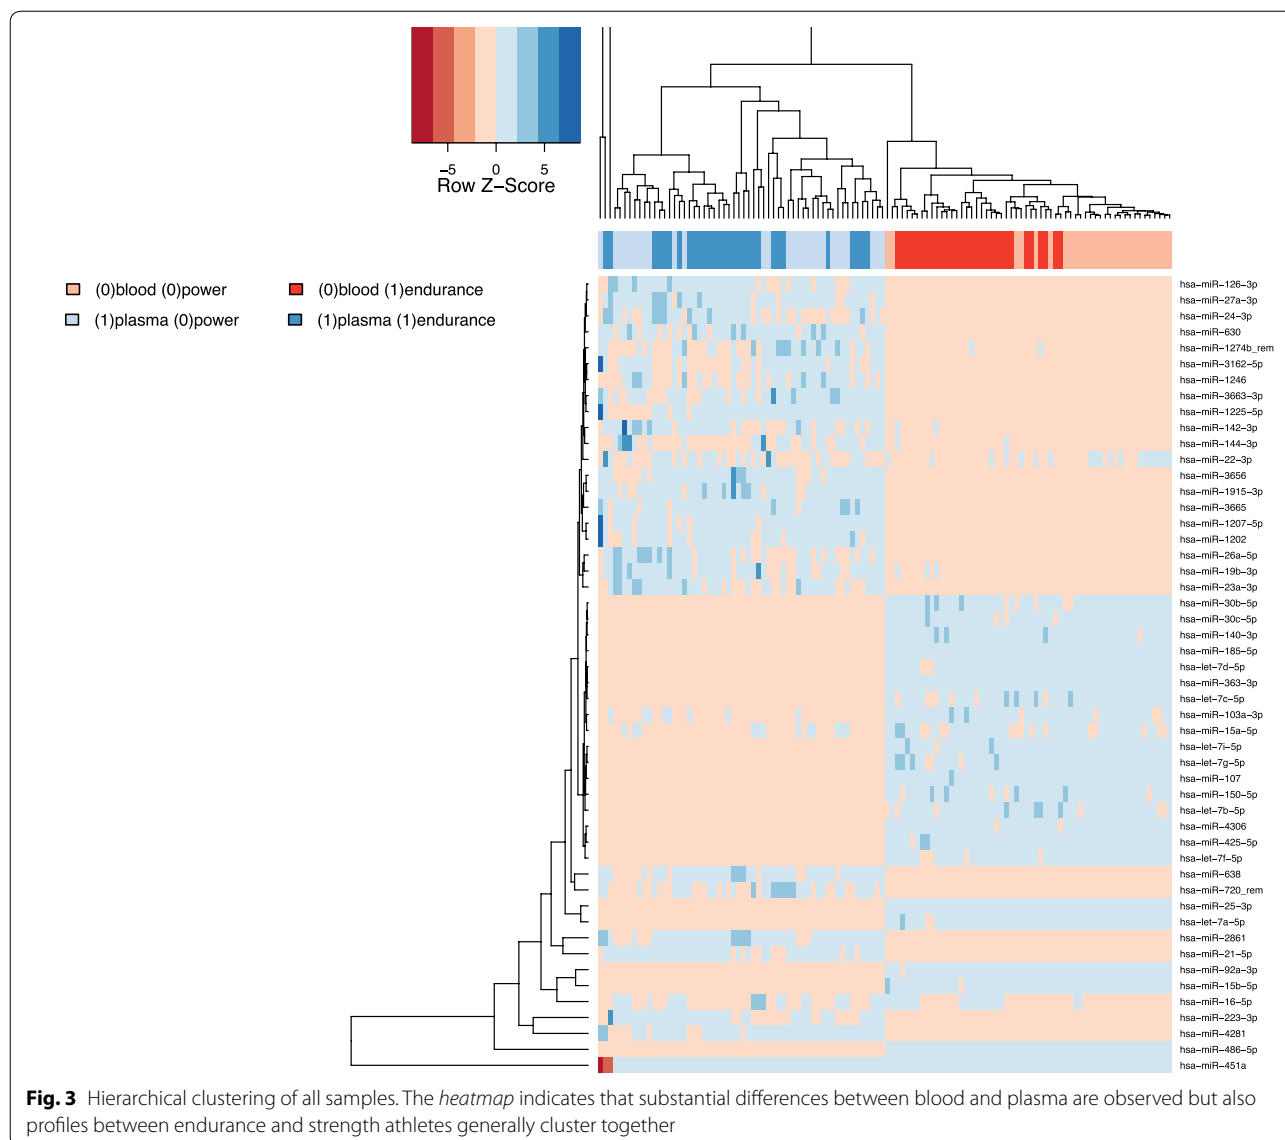 −5 0 5
Row Z−Score
(0)blood (0)power (0)blood (1)endurance
(1)plasma (0)power (1)plasma (1)endurance
hsa−miR−126−3p
hsa−miR−27a−3p
hsa−miR−24−3p
hsa−miR−630
hsa−miR−1274b_rem
hsa−miR−3162−5p
hsa−miR−1246
hsa−miR−3663−3p
hsa−miR−1225−5p
hsa−miR−142−3p
hsa−miR−144−3p
hsa−miR−22−3p
hsa−miR−3656
hsa−miR−1915−3p
hsa−miR−3665
hsa−miR−1207−5p
hsa−miR−1202
hsa−miR−26a−5p
hsa−miR−19b−3p
hsa−miR−23a−3p
hsa−miR−30b−5p
hsa−miR−30c−5p
hsa−miR−140−3p
hsa−miR−185−5p
hsa−let−7d−5p
hsa−miR−363−3p
hsa−let−7c−5p
hsa−miR−103a−3p
hsa−miR−15a−5p
hsa−let−7i−5p
hsa−let−7g−5p
hsa−miR−107
hsa−miR−150−5p
hsa−let−7b−5p
hsa−miR−4306
hsa−miR−425−5p
hsa−let−7f−5p
hsa−miR−638
hsa−miR−720_rem
hsa−miR−25−3p
hsa−let−7a−5p
hsa−miR−2861
hsa−miR−21−5p
hsa−miR−92a−3p
hsa−miR−15b−5p
hsa−miR−16−5p
hsa−miR−223−3p
hsa−miR−4281
hsa−miR−486−5p
hsa−miR−451a
Fig. 3 Hierarchical clustering of all samples. The heatmap indicates that substantial differences between blood and plasma are observed but also
profiles between endurance and strength athletes generally cluster together